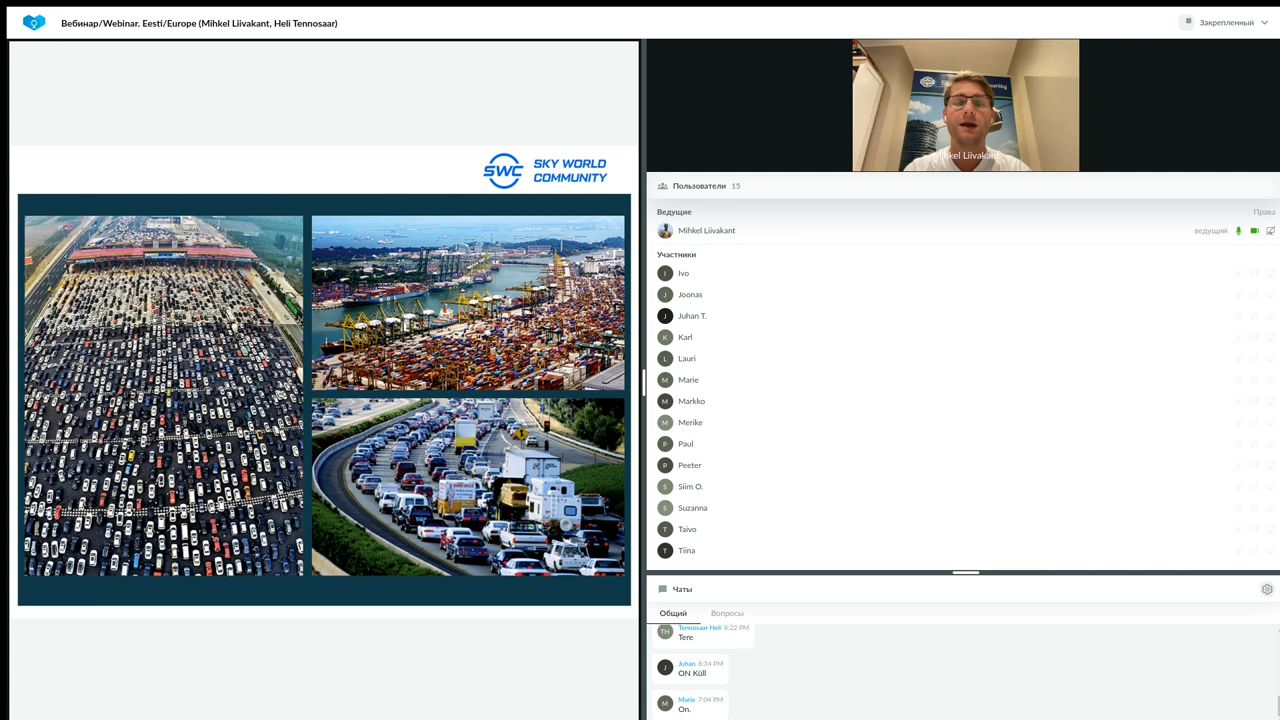 Вебинар/Webinar. Eesti/Europe (Mihkel Liivakant, Heli Tennosaar)
Закрепленный
SWC SKY WORLD
COMMUNITY
Mihkel Liivakant
Пользователи 15
Ведущие Права
Mihkel Liivakant ведущий
Участники
I Ivo
J Joonas
J Juhan T.
K Karl
L Lauri
M Marie
M Markko
M Merike
P Paul
P Peeter
S Siim O.
S Suzanna
T Taivo
T Tiina
Чаты
Общий Вопросы
TH Tennosaar Heli 8:22 PM
Tere
J Juhan 8:34 PM
ON Küll
M Marie 7:04 PM
On.